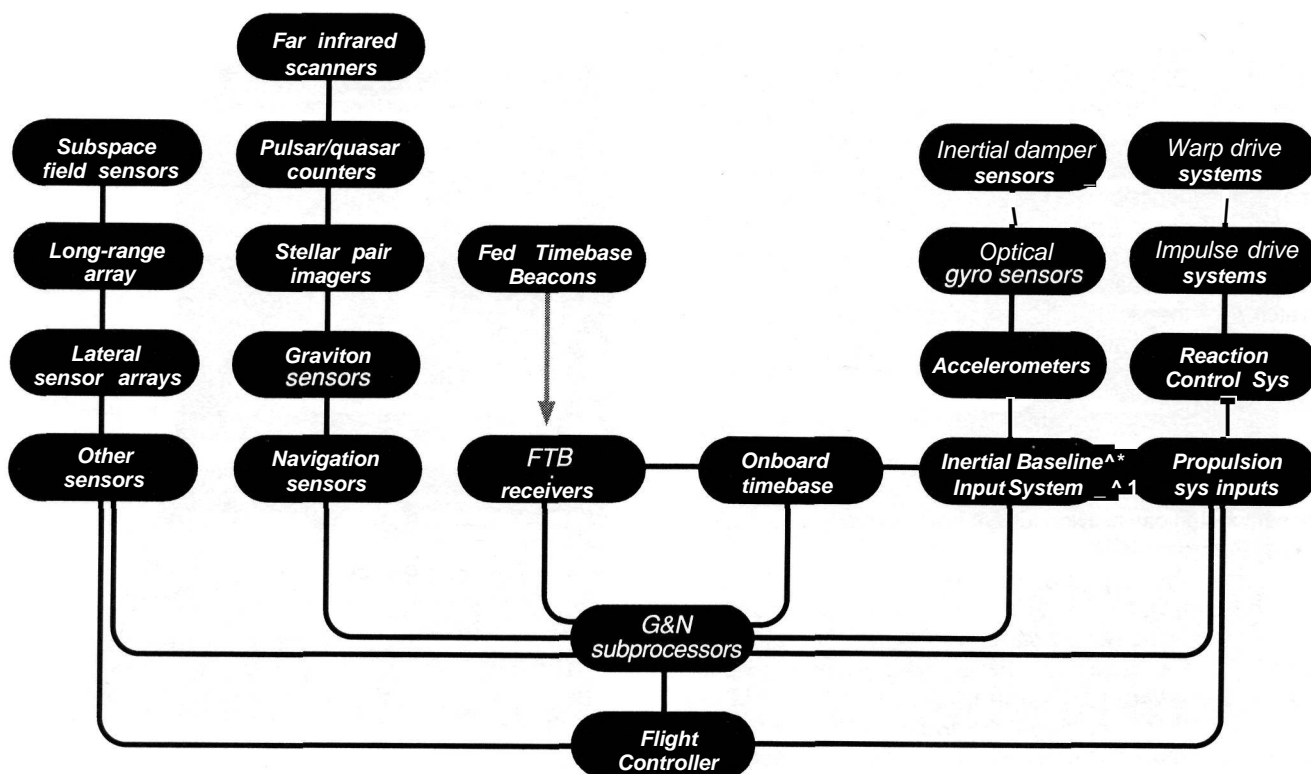 Far infrared
scanners
Subspace
field sensors
Pulsar/quasar
counters
Inertial damper
sensors _
Warp drive
systems
Long-range
array
Stellar pair
imagers
Fed Timebase
Beacons
Optical
gyro sensors
Impulse drive
systems
Lateral
sensor arrays
Graviton
sensors
Accelerometers
Reaction
Control Sys
Other
sensors
Navigation
sensors
FTB
receivers
Onboard
timebase
Inertial Baseline^*
Input System _^ 1
Propulsion
sys inputs
G&N
subprocessors
Flight
Controller